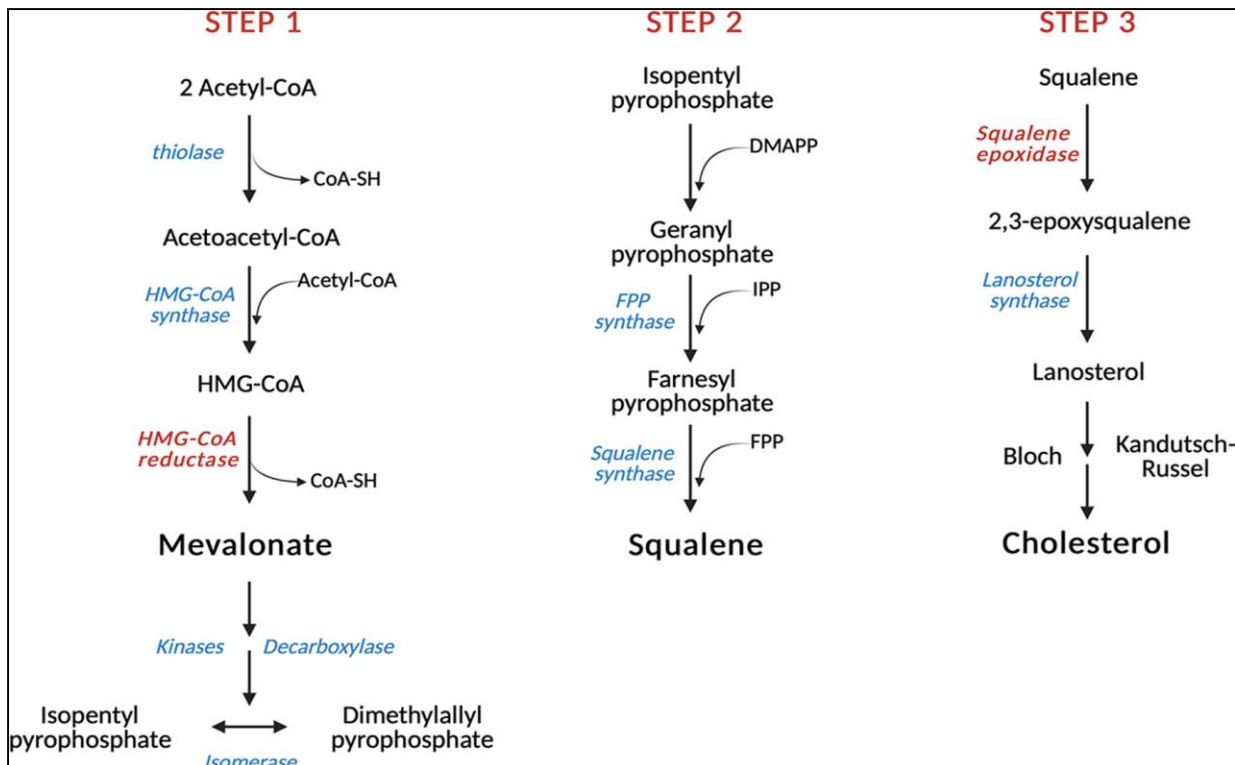 STEP 1
2 Acetyl-CoA
thiolase
CoA-SH
Acetoacetyl-CoA
Acetyl-CoA
HMG-CoA
synthase
HMG-CoA
HMG-CoA
reductase
CoA-SH
Mevalonate
Kinases
Decarboxylase
Isopentyl
pyrophosphate
Dimethylallyl
pyrophosphate
Isomerase
STEP 2
Isopentyl
pyrophosphate
DMAPP
Geranyl
pyrophosphate
IPP
FPP
synthase
Farnesyl
pyrophosphate
FPP
Squalene
synthase
Squalene
STEP 3
Squalene
Squalene
epoxidase
2,3-epoxysqualene
Lanosterol
synthase
Lanosterol
Bloch
Kandutsch-
Russel
Cholesterol